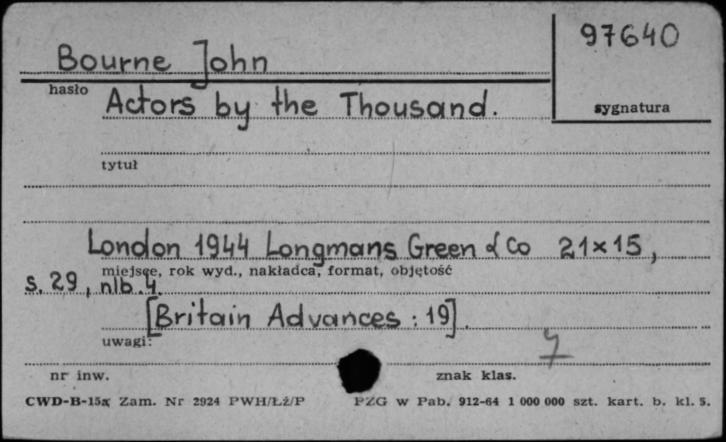 97640
Bourne John
hasło
Actors by the Thousand.
sygnatura
tytuł
London 1944 Longmans Green & Co 21×15,
miejsce, rok wyd., nakładca, format, objętość
s. 29, nlb. 4.
[Britain Advances : 19].
uwagi:
7
nr inw.
znak klas.
CWD-B-15a Zam. Nr 2924 PWH/Łż/P PZG w Pab. 912-64 1 000 000 szt. kart. b. kl. 5.